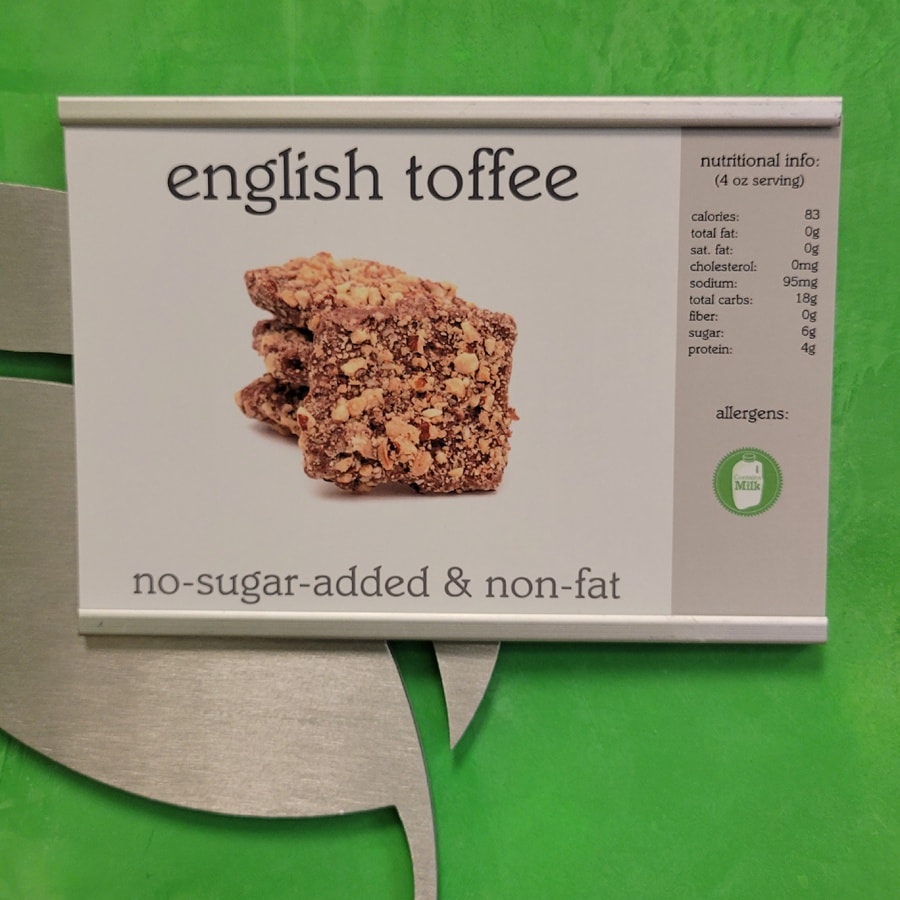 english toffee
no-sugar-added & non-fat
nutritional info:
(4 oz serving)
calories: 83
total fat: 0g
sat. fat: 0g
cholesterol: 0mg
sodium: 95mg
total carbs: 18g
fiber: 0g
sugar: 6g
protein: 4g
allergens:
Contains
Milk